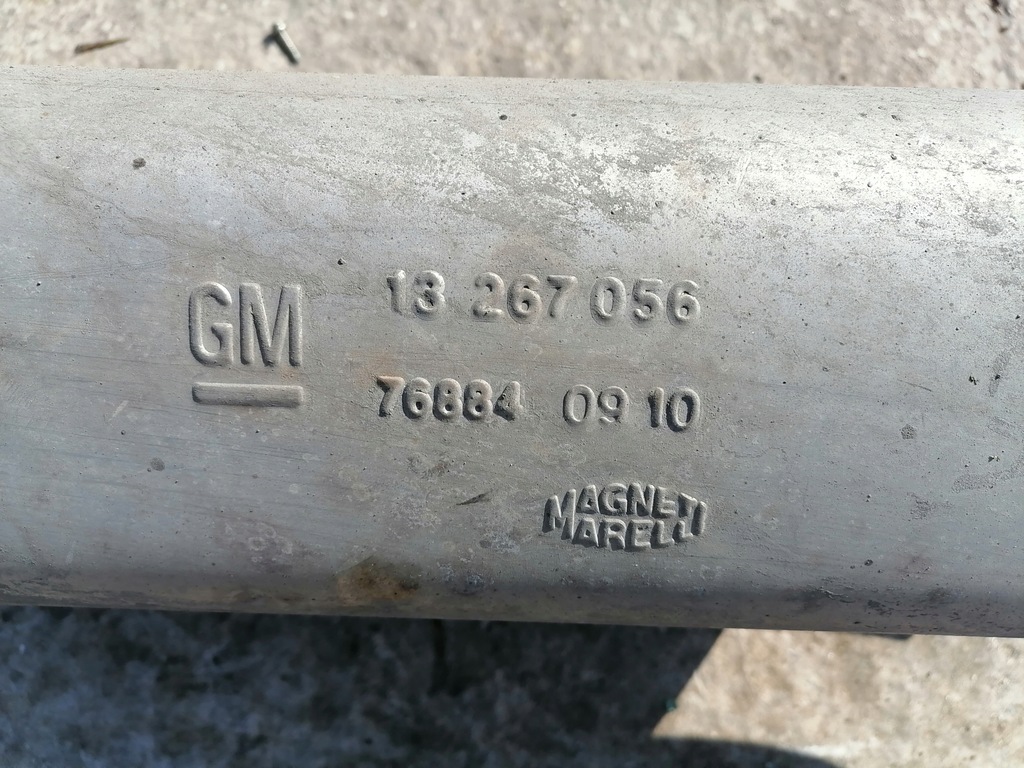 GM
13 267 056
76884 09 10
MAGNETI
MARELLI